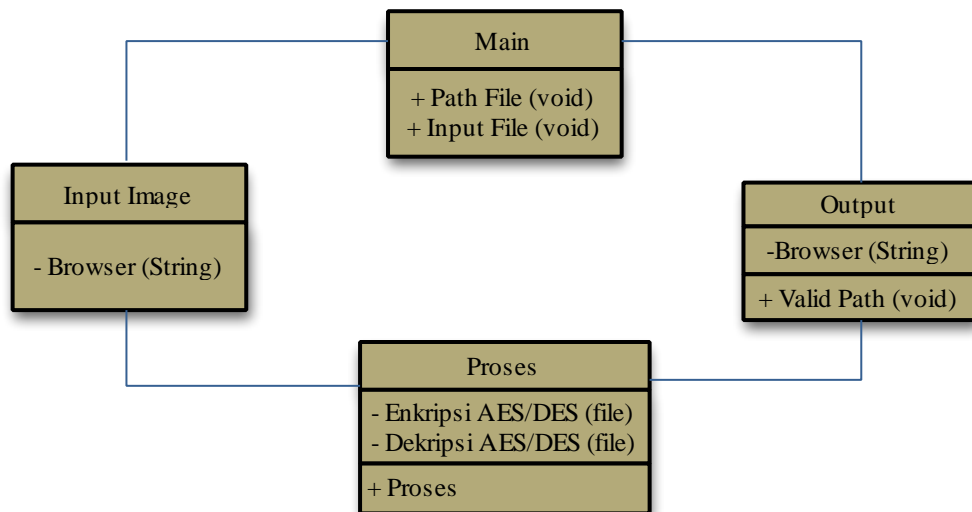 Main
+ Path File (void)
+ Input File (void)
Input Image
- Browser (String)
Output
-Browser (String)
+ Valid Path (void)
Proses
- Enkripsi AES/DES (file)
- Dekripsi AES/DES (file)
+ Proses